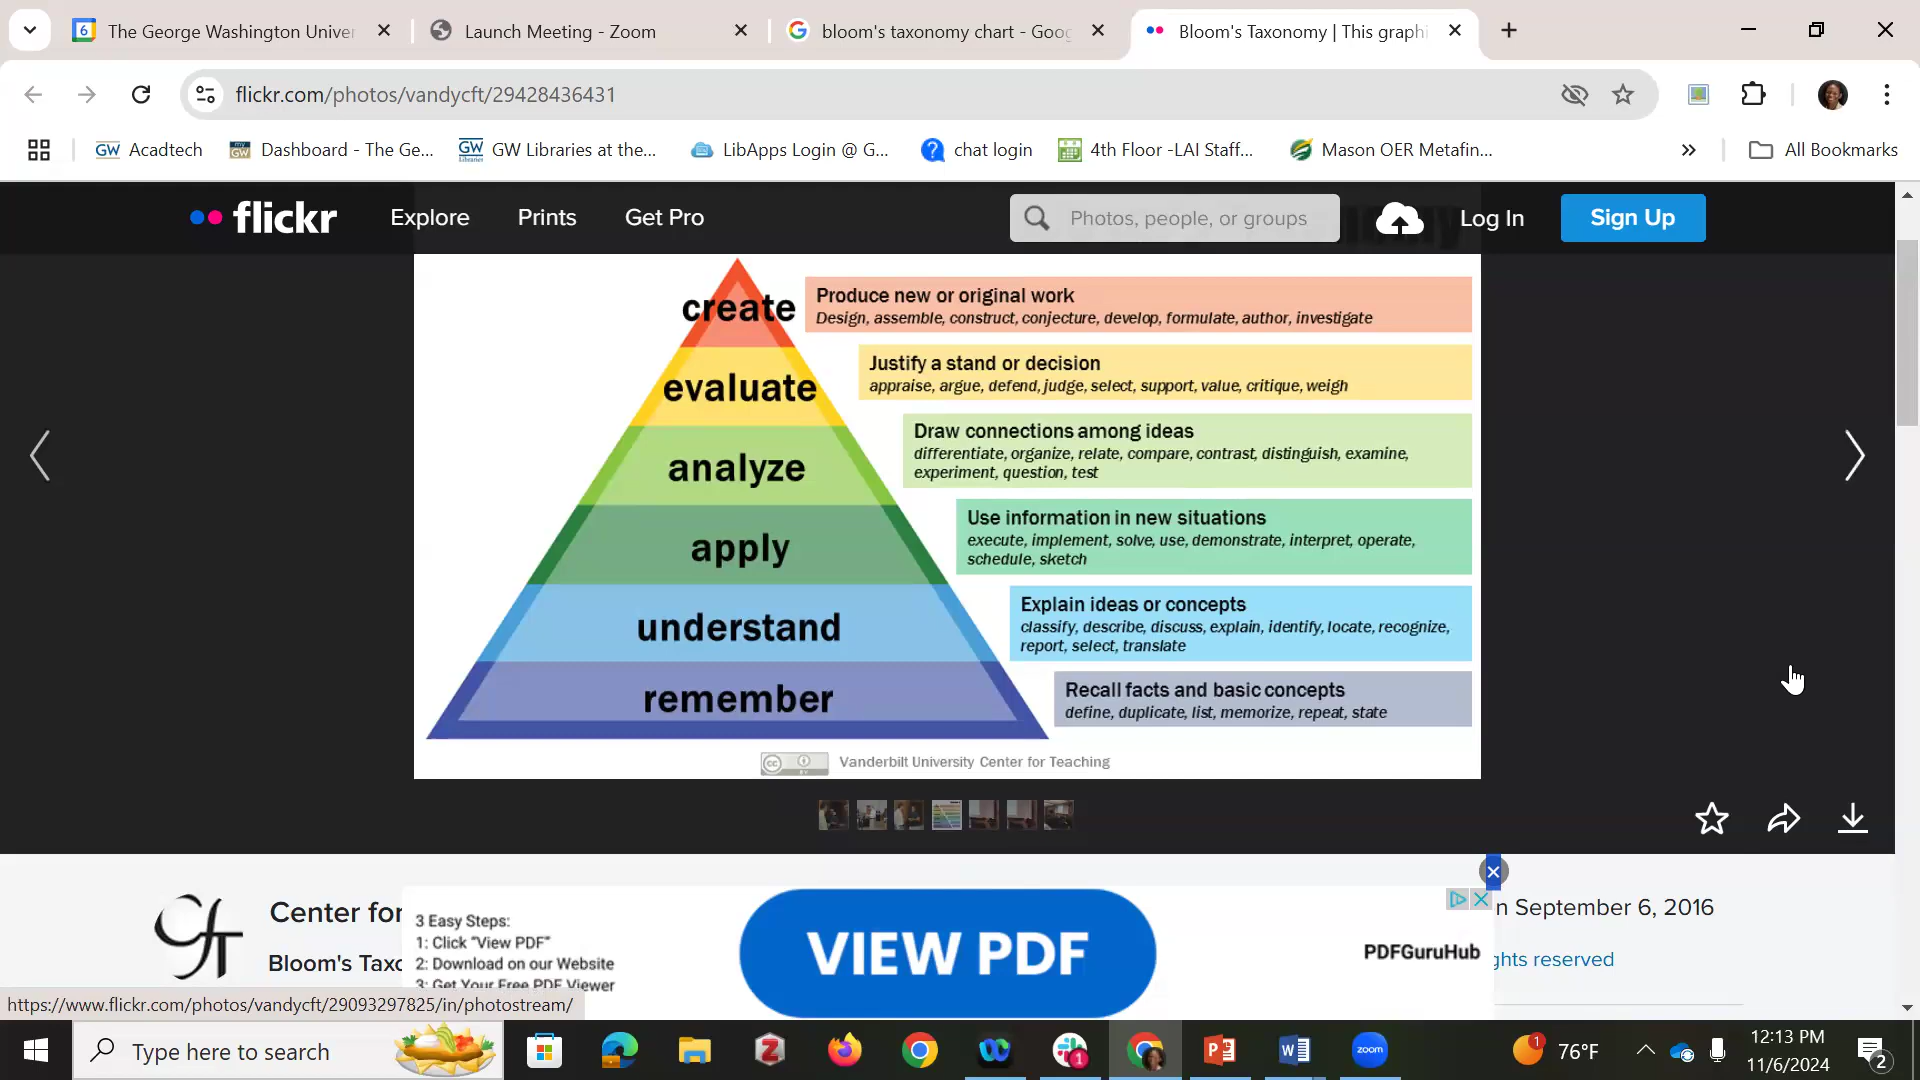 The George Washington Univer
Launch Meeting - Zoom
bloom's taxonomy chart - Goog
Bloom's Taxonomy | This graphi
flickr.com/photos/vandycft/29428436431
GW Acadtech
Dashboard - The Ge...
GW Libraries at the...
LibApps Login @ G...
chat login
4th Floor -LAI Staff...
Mason OER Metafin...
All Bookmarks
flickr
Explore
Prints
Get Pro
Photos, people, or groups
Log In
Sign Up
create
Produce new or original work
Design, assemble, construct, conjecture, develop, formulate, author, investigate
evaluate
Justify a stand or decision
appraise, argue, defend, judge, select, support, value, critique, weigh
analyze
Draw connections among ideas
differentiate, organize, relate, compare, contrast, distinguish, examine,
experiment, question, test
apply
Use information in new situations
execute, implement, solve, use, demonstrate, interpret, operate,
schedule, sketch
understand
Explain ideas or concepts
classify, describe, discuss, explain, identify, locate, recognize,
report, select, translate
remember
Recall facts and basic concepts
define, duplicate, list, memorize, repeat, state
Vanderbilt University Center for Teaching
Center for
Bloom's Taxo
3 Easy Steps:
1: Click "View PDF"
2: Download on our Website
3: Get Your Free PDF Viewer
VIEW PDF
PDFGuruHub
n September 6, 2016
ghts reserved
https://www.flickr.com/photos/vandycft/29093297825/in/photostream/
Type here to search
zoom
76°F
12:13 PM
11/6/2024
2